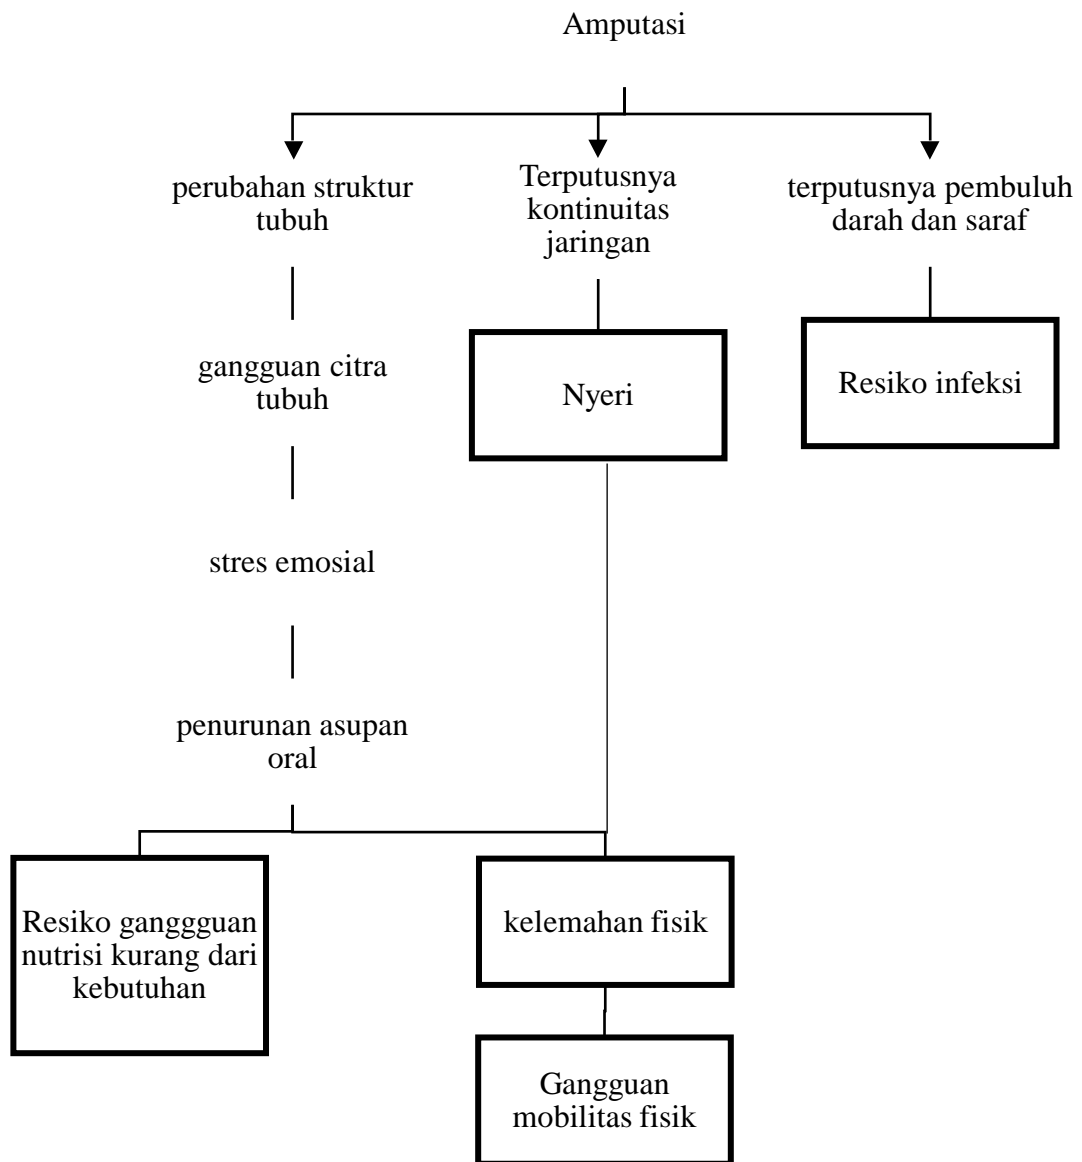 Amputasi
perubahan struktur
tubuh
Terputusnya
kontinuitas
jaringan
terputusnya pembuluh
darah dan saraf
gangguan citra
tubuh
Nyeri
Resiko infeksi
stres emosial
penurunan asupan
oral
Resiko ganggguan
nutrisi kurang dari
kebutuhan
kelemahan fisik
Gangguan
mobilitas fisik